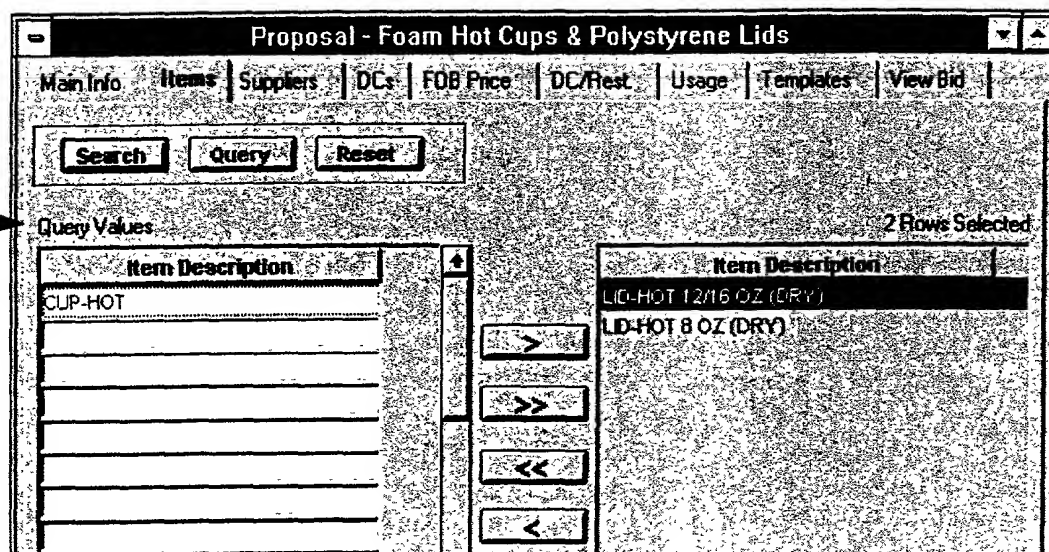 Proposal - Foam Hot Cups & Polystyrene Lids
Main Info Items Suppliers DCs FOB Price DC/Rest Usage Templates View Bid
Search Query Reset
Query Values 2 Rows Selected
Item Description Item Description
CUP-HOT LID-HOT 12/16 OZ (DRY)
LID-HOT 8 OZ (DRY)
>
>>
<<
<